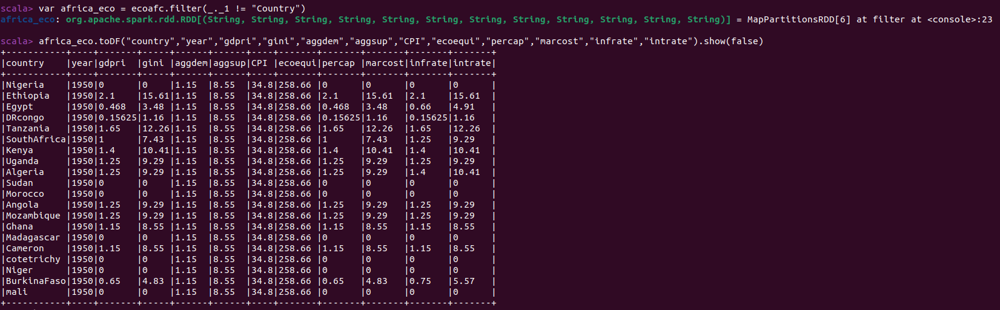 scala> var africa_eco = ecoafc.filter(_._1 != "Country")
africa_eco: org.apache.spark.rdd.RDD[(String, String, String, String, String, String, String, String, String, String, String, String)] = MapPartitionsRDD[6] at filter at <console>:23
scala> africa_eco.toDF("country","year","gdpri","gini","aggdem","aggsup","CPI","ecoequi","percap","marcost","infrate","intrate").show(false)
+-----------+----+-------+-----+------+------+----+-------+-------+-------+-------+-------+
|country    |year|gdpri  |gini |aggdem|aggsup|CPI |ecoequi|percap |marcost|infrate|intrate|
+-----------+----+-------+-----+------+------+----+-------+-------+-------+-------+-------+
|Nigeria    |1950|0      |0    |1.15  |8.55  |34.8|258.66 |0      |0      |0      |0      |
|Ethiopia   |1950|2.1    |15.61|1.15  |8.55  |34.8|258.66 |2.1    |15.61  |2.1    |15.61  |
|Egypt      |1950|0.468  |3.48 |1.15  |8.55  |34.8|258.66 |0.468  |3.48   |0.66   |4.91   |
|DRcongo    |1950|0.15625|1.16 |1.15  |8.55  |34.8|258.66 |0.15625|1.16   |0.15625|1.16   |
|Tanzania   |1950|1.65   |12.26|1.15  |8.55  |34.8|258.66 |1.65   |12.26  |1.65   |12.26  |
|SouthAfrica|1950|1      |7.43 |1.15  |8.55  |34.8|258.66 |1      |7.43   |1.25   |9.29   |
|Kenya      |1950|1.4    |10.41|1.15  |8.55  |34.8|258.66 |1.4    |10.41  |1.4    |10.41  |
|Uganda     |1950|1.25   |9.29 |1.15  |8.55  |34.8|258.66 |1.25   |9.29   |1.25   |9.29   |
|Algeria    |1950|1.25   |9.29 |1.15  |8.55  |34.8|258.66 |1.25   |9.29   |1.4    |10.41  |
|Sudan      |1950|0      |0    |1.15  |8.55  |34.8|258.66 |0      |0      |0      |0      |
|Morocco    |1950|0      |0    |1.15  |8.55  |34.8|258.66 |0      |0      |0      |0      |
|Angola     |1950|1.25   |9.29 |1.15  |8.55  |34.8|258.66 |1.25   |9.29   |1.25   |9.29   |
|Mozambique |1950|1.25   |9.29 |1.15  |8.55  |34.8|258.66 |1.25   |9.29   |1.25   |9.29   |
|Ghana      |1950|1.15   |8.55 |1.15  |8.55  |34.8|258.66 |1.15   |8.55   |1.15   |8.55   |
|Madagascar |1950|0      |0    |1.15  |8.55  |34.8|258.66 |0      |0      |0      |0      |
|Cameron    |1950|1.15   |8.55 |1.15  |8.55  |34.8|258.66 |1.15   |8.55   |1.15   |8.55   |
|cotetrichy |1950|0      |0    |1.15  |8.55  |34.8|258.66 |0      |0      |0      |0      |
|Niger      |1950|0      |0    |1.15  |8.55  |34.8|258.66 |0      |0      |0      |0      |
|BurkinaFaso|1950|0.65   |4.83 |1.15  |8.55  |34.8|258.66 |0.65   |4.83   |0.75   |5.57   |
|mali       |1950|0      |0    |1.15  |8.55  |34.8|258.66 |0      |0      |0      |0      |
+-----------+----+-------+-----+------+------+----+-------+-------+-------+-------+-------+